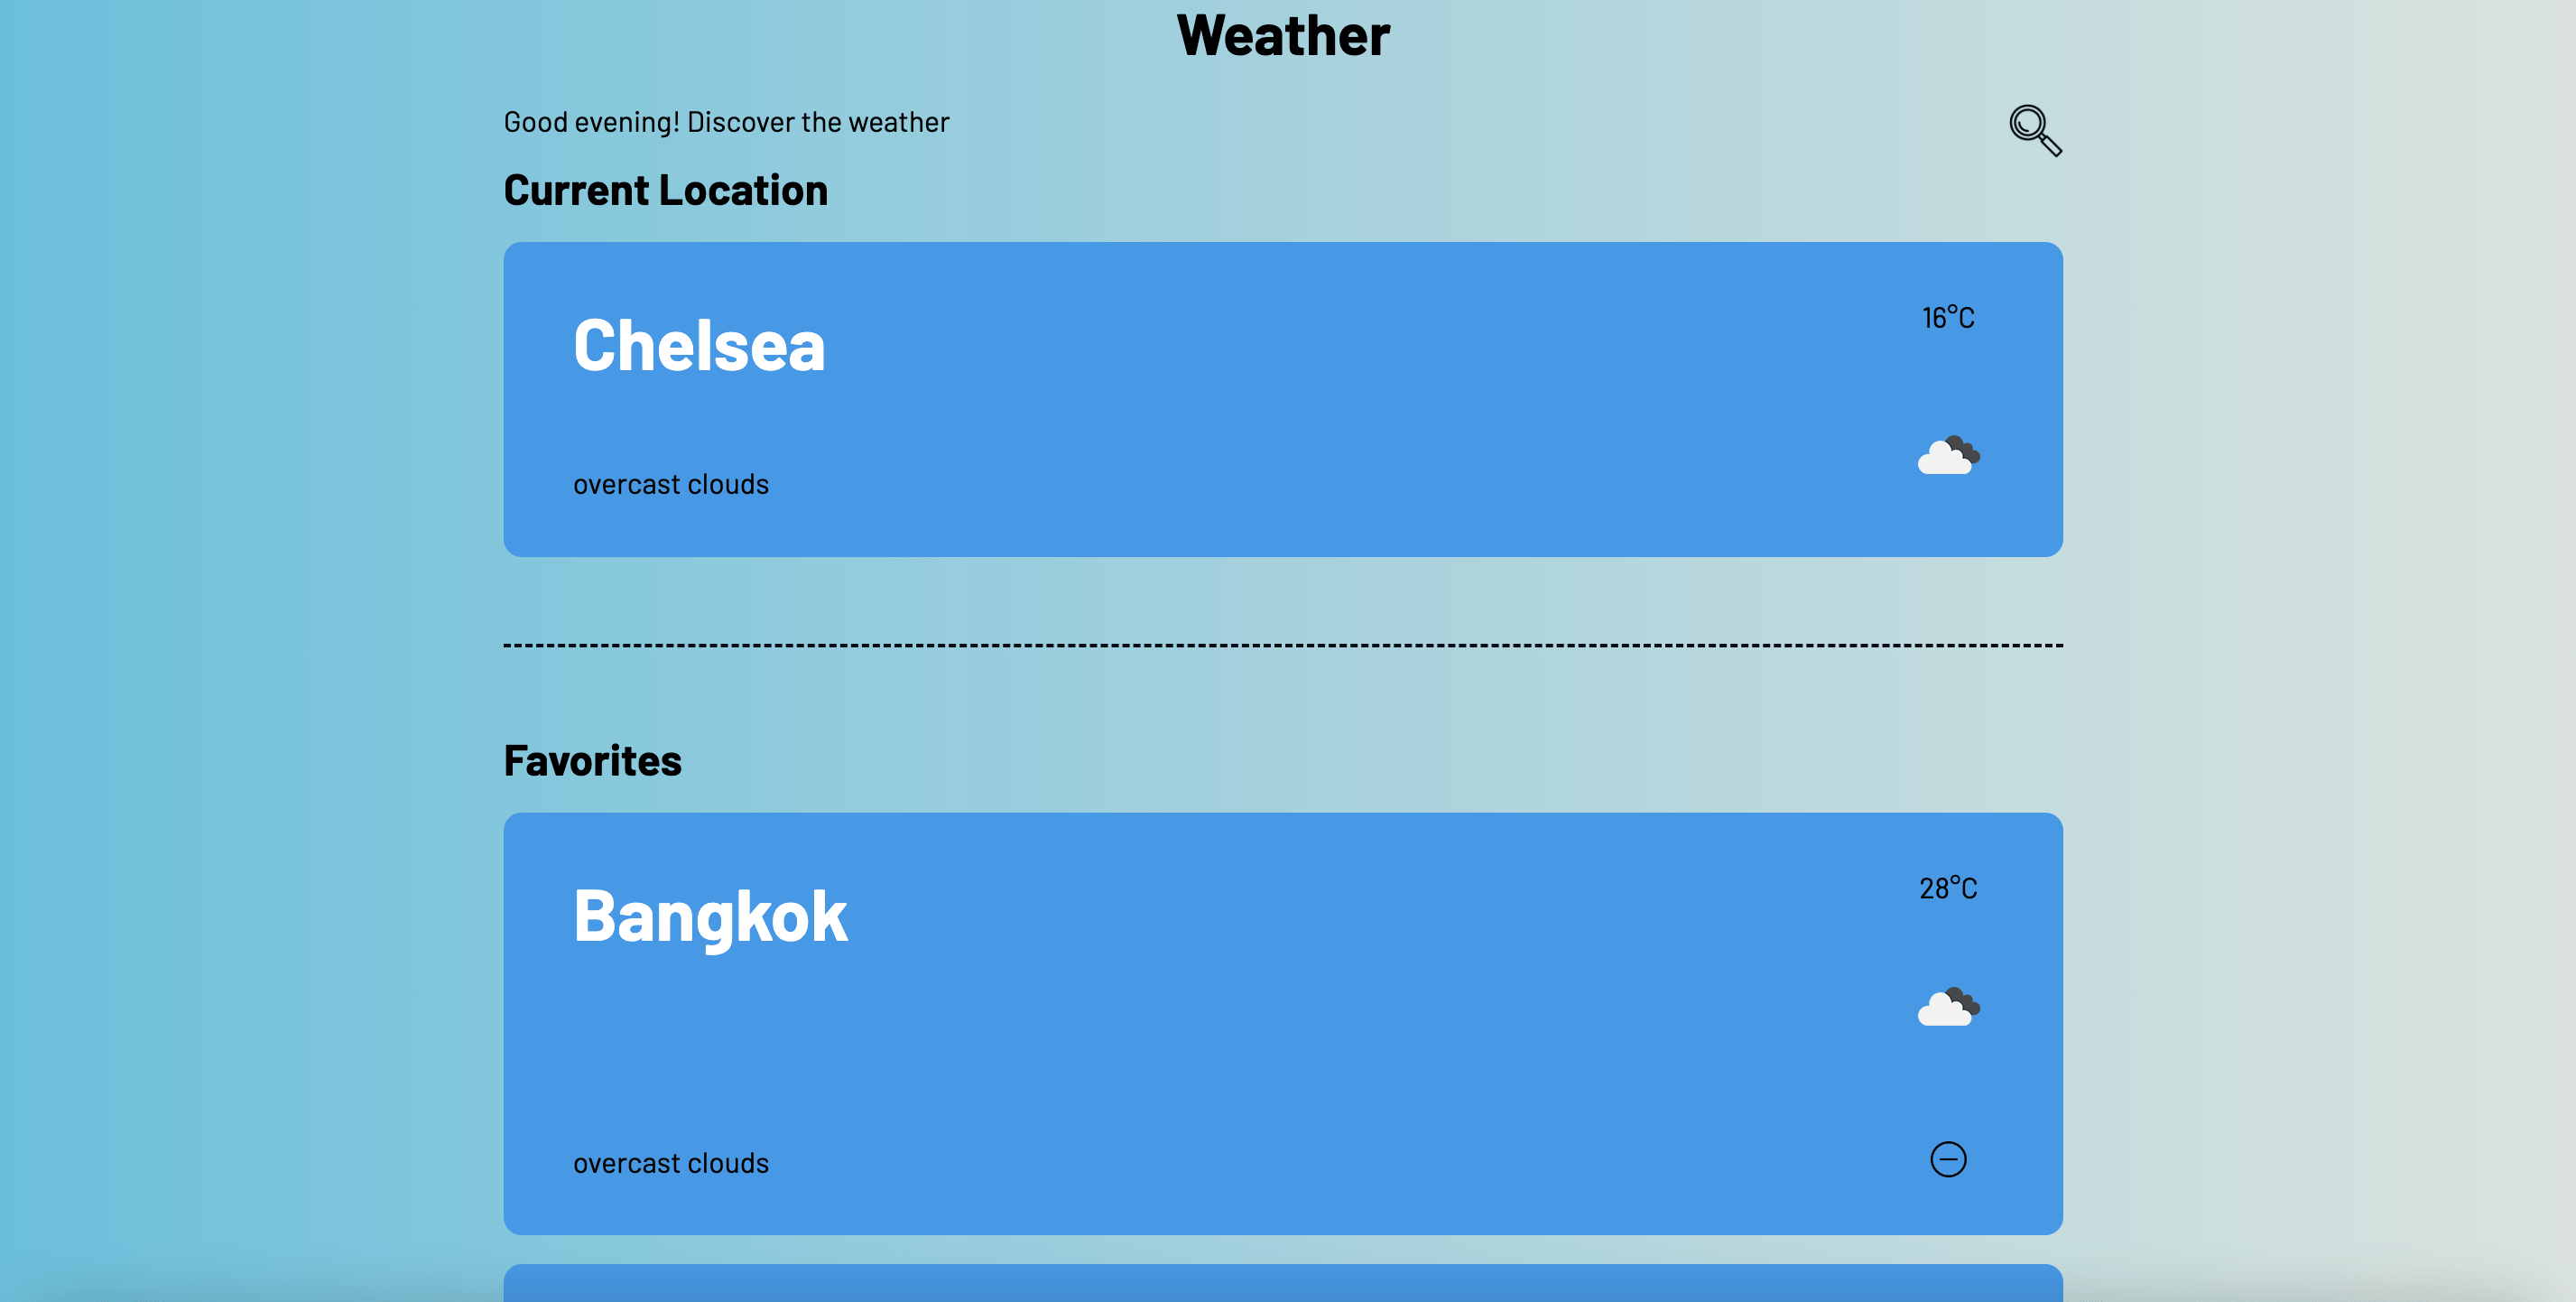 Weather
Good evening! Discover the weather
Current Location
Chelsea
16°C
overcast clouds
Favorites
Bangkok
28°C
overcast clouds